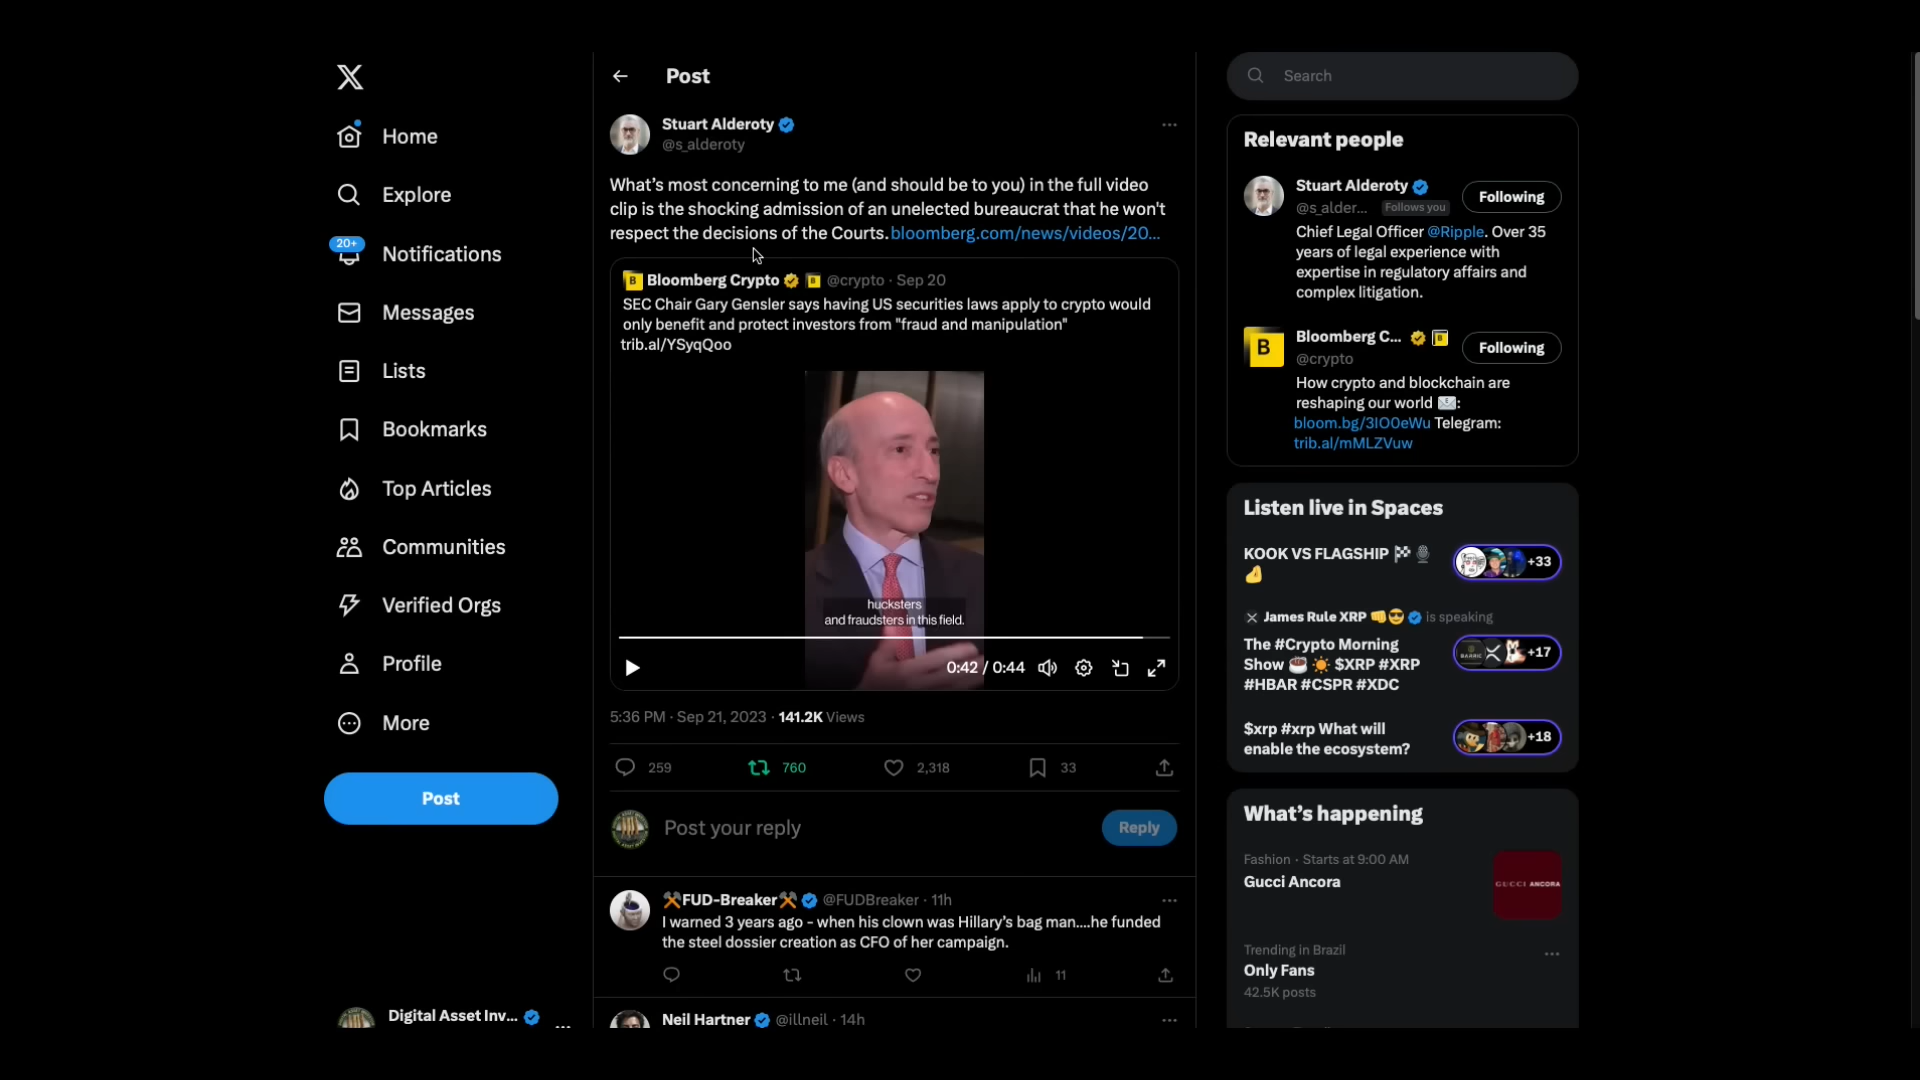 Home
Explore
20+
Notifications
Messages
Lists
Bookmarks
Top Articles
Communities
Verified Orgs
Profile
More
Post
Digital Asset Inv...
Post
Stuart Alderoty
@s_alderoty
What's most concerning to me (and should be to you) in the full video
clip is the shocking admission of an unelected bureaucrat that he won't
respect the decisions of the Courts. bloomberg.com/news/videos/20...
B Bloomberg Crypto @crypto · Sep 20
SEC Chair Gary Gensler says having US securities laws apply to crypto would
only benefit and protect investors from "fraud and manipulation"
trib.al/YSyqQoo
hucksters
and fraudsters in this field.
0:42 / 0:44
5:36 PM · Sep 21, 2023 · 141.2K Views
259 760 2,318 33
Post your reply
Reply
FUD-Breaker @FUDBreaker · 11h
I warned 3 years ago - when his clown was Hillary's bag man....he funded
the steel dossier creation as CFO of her campaign.
11
Neil Hartner @illneil · 14h
Search
Relevant people
Stuart Alderoty
@s_alder... Follows you
Following
Chief Legal Officer @Ripple. Over 35
years of legal experience with
expertise in regulatory affairs and
complex litigation.
B
Bloomberg C...
@crypto
Following
How crypto and blockchain are
reshaping our world :
bloom.bg/3IO0eWu Telegram:
trib.al/mMLZVuw
Listen live in Spaces
KOOK VS FLAGSHIP
+33
James Rule XRP is speaking
The #Crypto Morning
Show $XRP #XRP
#HBAR #CSPR #XDC
+17
$xrp #xrp What will
enable the ecosystem?
+18
What's happening
Fashion · Starts at 9:00 AM
Gucci Ancora
GUCCI ANCORA
Trending in Brazil
Only Fans
42.5K posts